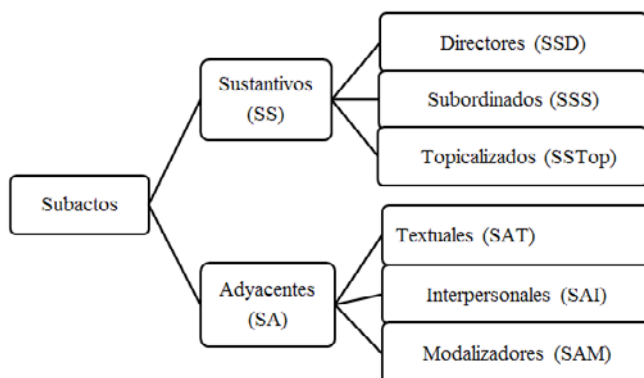 Subactos
Sustantivos
(SS)
Directores (SSD)
Subordinados (SSS)
Topicalizados (SSTop)
Adyacentes
(SA)
Textuales (SAT)
Interpersonales (SAI)
Modalizadores (SAM)